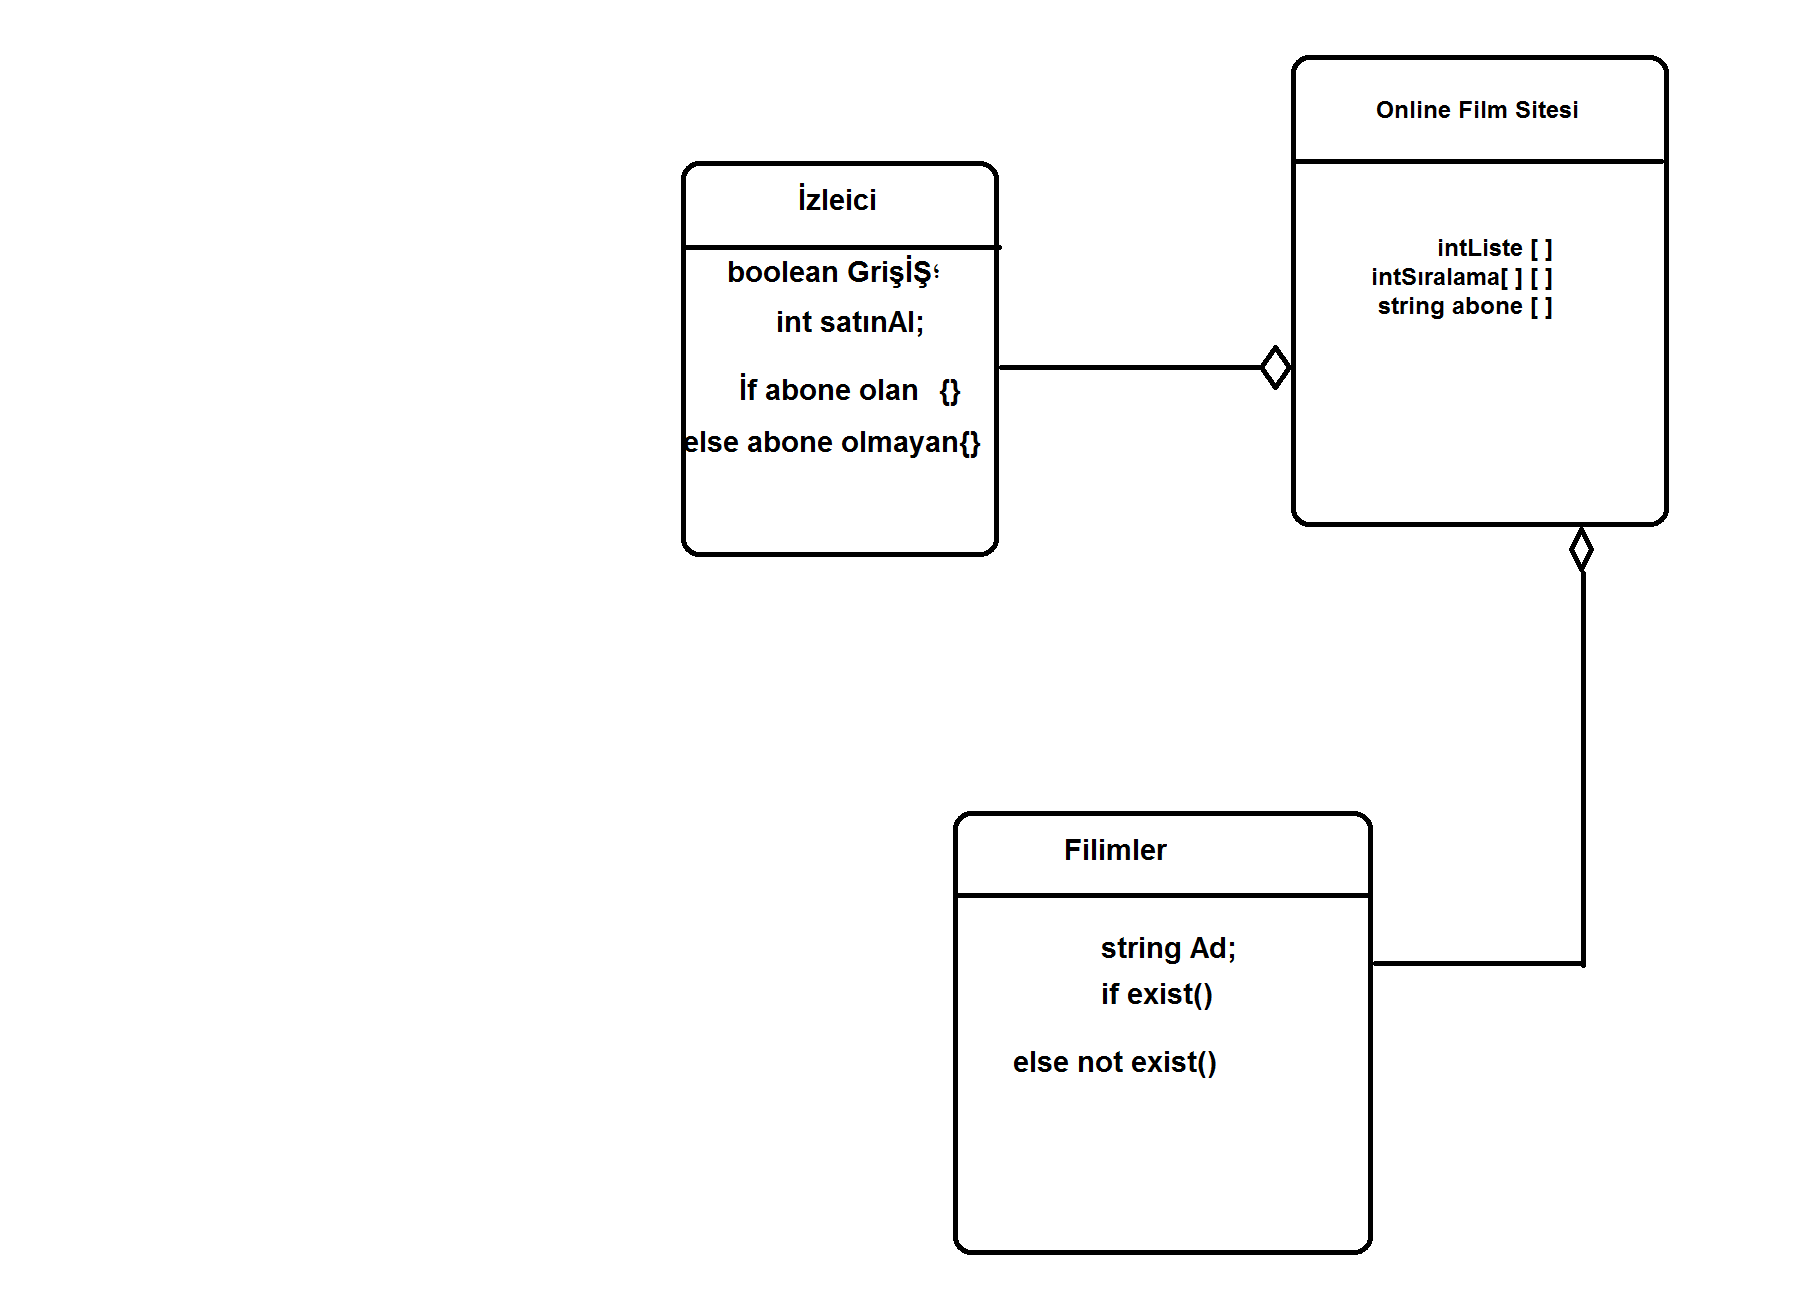 Online Film Sitesi
intListe [ ]
intSıralama[ ] [ ]
string abone [ ]
İzleici
boolean GrişİŞ؛
int satınAl;
İf abone olan {}
else abone olmayan{}
Filimler
string Ad;
if exist()
else not exist()